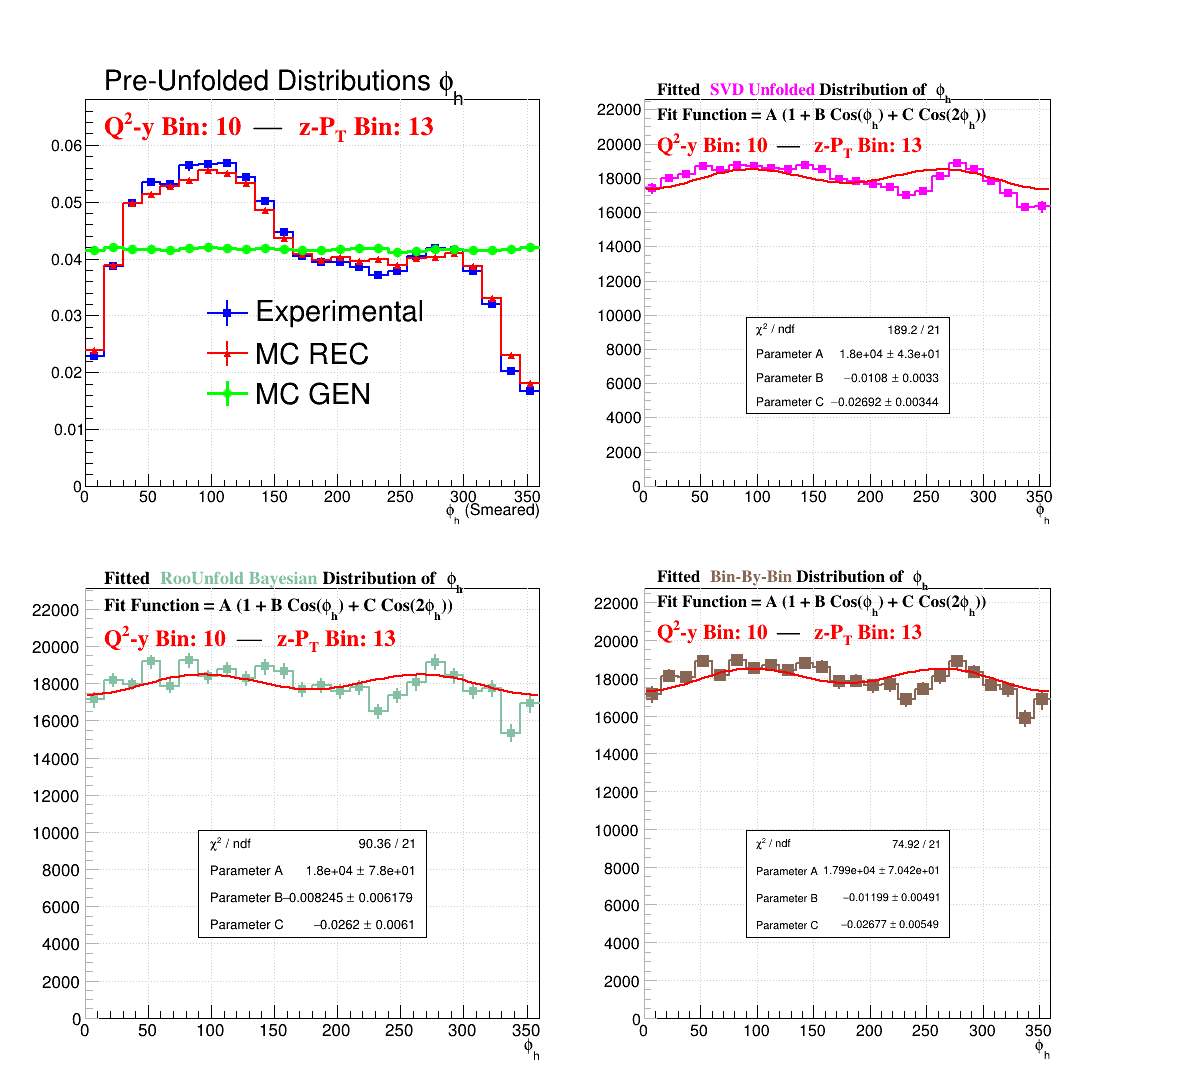 Pre-Unfolded Distributions ϕh
Q²-y Bin: 10 — z-PT Bin: 13
0.06
0.05
0.04
0.03
0.02
0.01
0
Experimental
MC REC
MC GEN
0 50 100 150 200 250 300 350
ϕh (Smeared)
Fitted SVD Unfolded Distribution of ϕh
Fit Function = A (1 + B Cos(ϕh) + C Cos(2ϕh))
Q²-y Bin: 10 — z-PT Bin: 13
22000
20000
18000
16000
14000
12000
10000
8000
6000
4000
2000
0
χ² / ndf 189.2 / 21
Parameter A 1.8e+04 ± 4.3e+01
Parameter B −0.0108 ± 0.0033
Parameter C −0.02692 ± 0.00344
0 50 100 150 200 250 300 350
ϕh
Fitted RooUnfold Bayesian Distribution of ϕh
Fit Function = A (1 + B Cos(ϕh) + C Cos(2ϕh))
Q²-y Bin: 10 — z-PT Bin: 13
22000
20000
18000
16000
14000
12000
10000
8000
6000
4000
2000
0
χ² / ndf 90.36 / 21
Parameter A 1.8e+04 ± 7.8e+01
Parameter B −0.008245 ± 0.006179
Parameter C −0.0262 ± 0.0061
0 50 100 150 200 250 300 350
ϕh
Fitted Bin-By-Bin Distribution of ϕh
Fit Function = A (1 + B Cos(ϕh) + C Cos(2ϕh))
Q²-y Bin: 10 — z-PT Bin: 13
22000
20000
18000
16000
14000
12000
10000
8000
6000
4000
2000
0
χ² / ndf 74.92 / 21
Parameter A 1.799e+04 ± 7.042e+01
Parameter B −0.01199 ± 0.00491
Parameter C −0.02677 ± 0.00549
0 50 100 150 200 250 300 350
ϕh